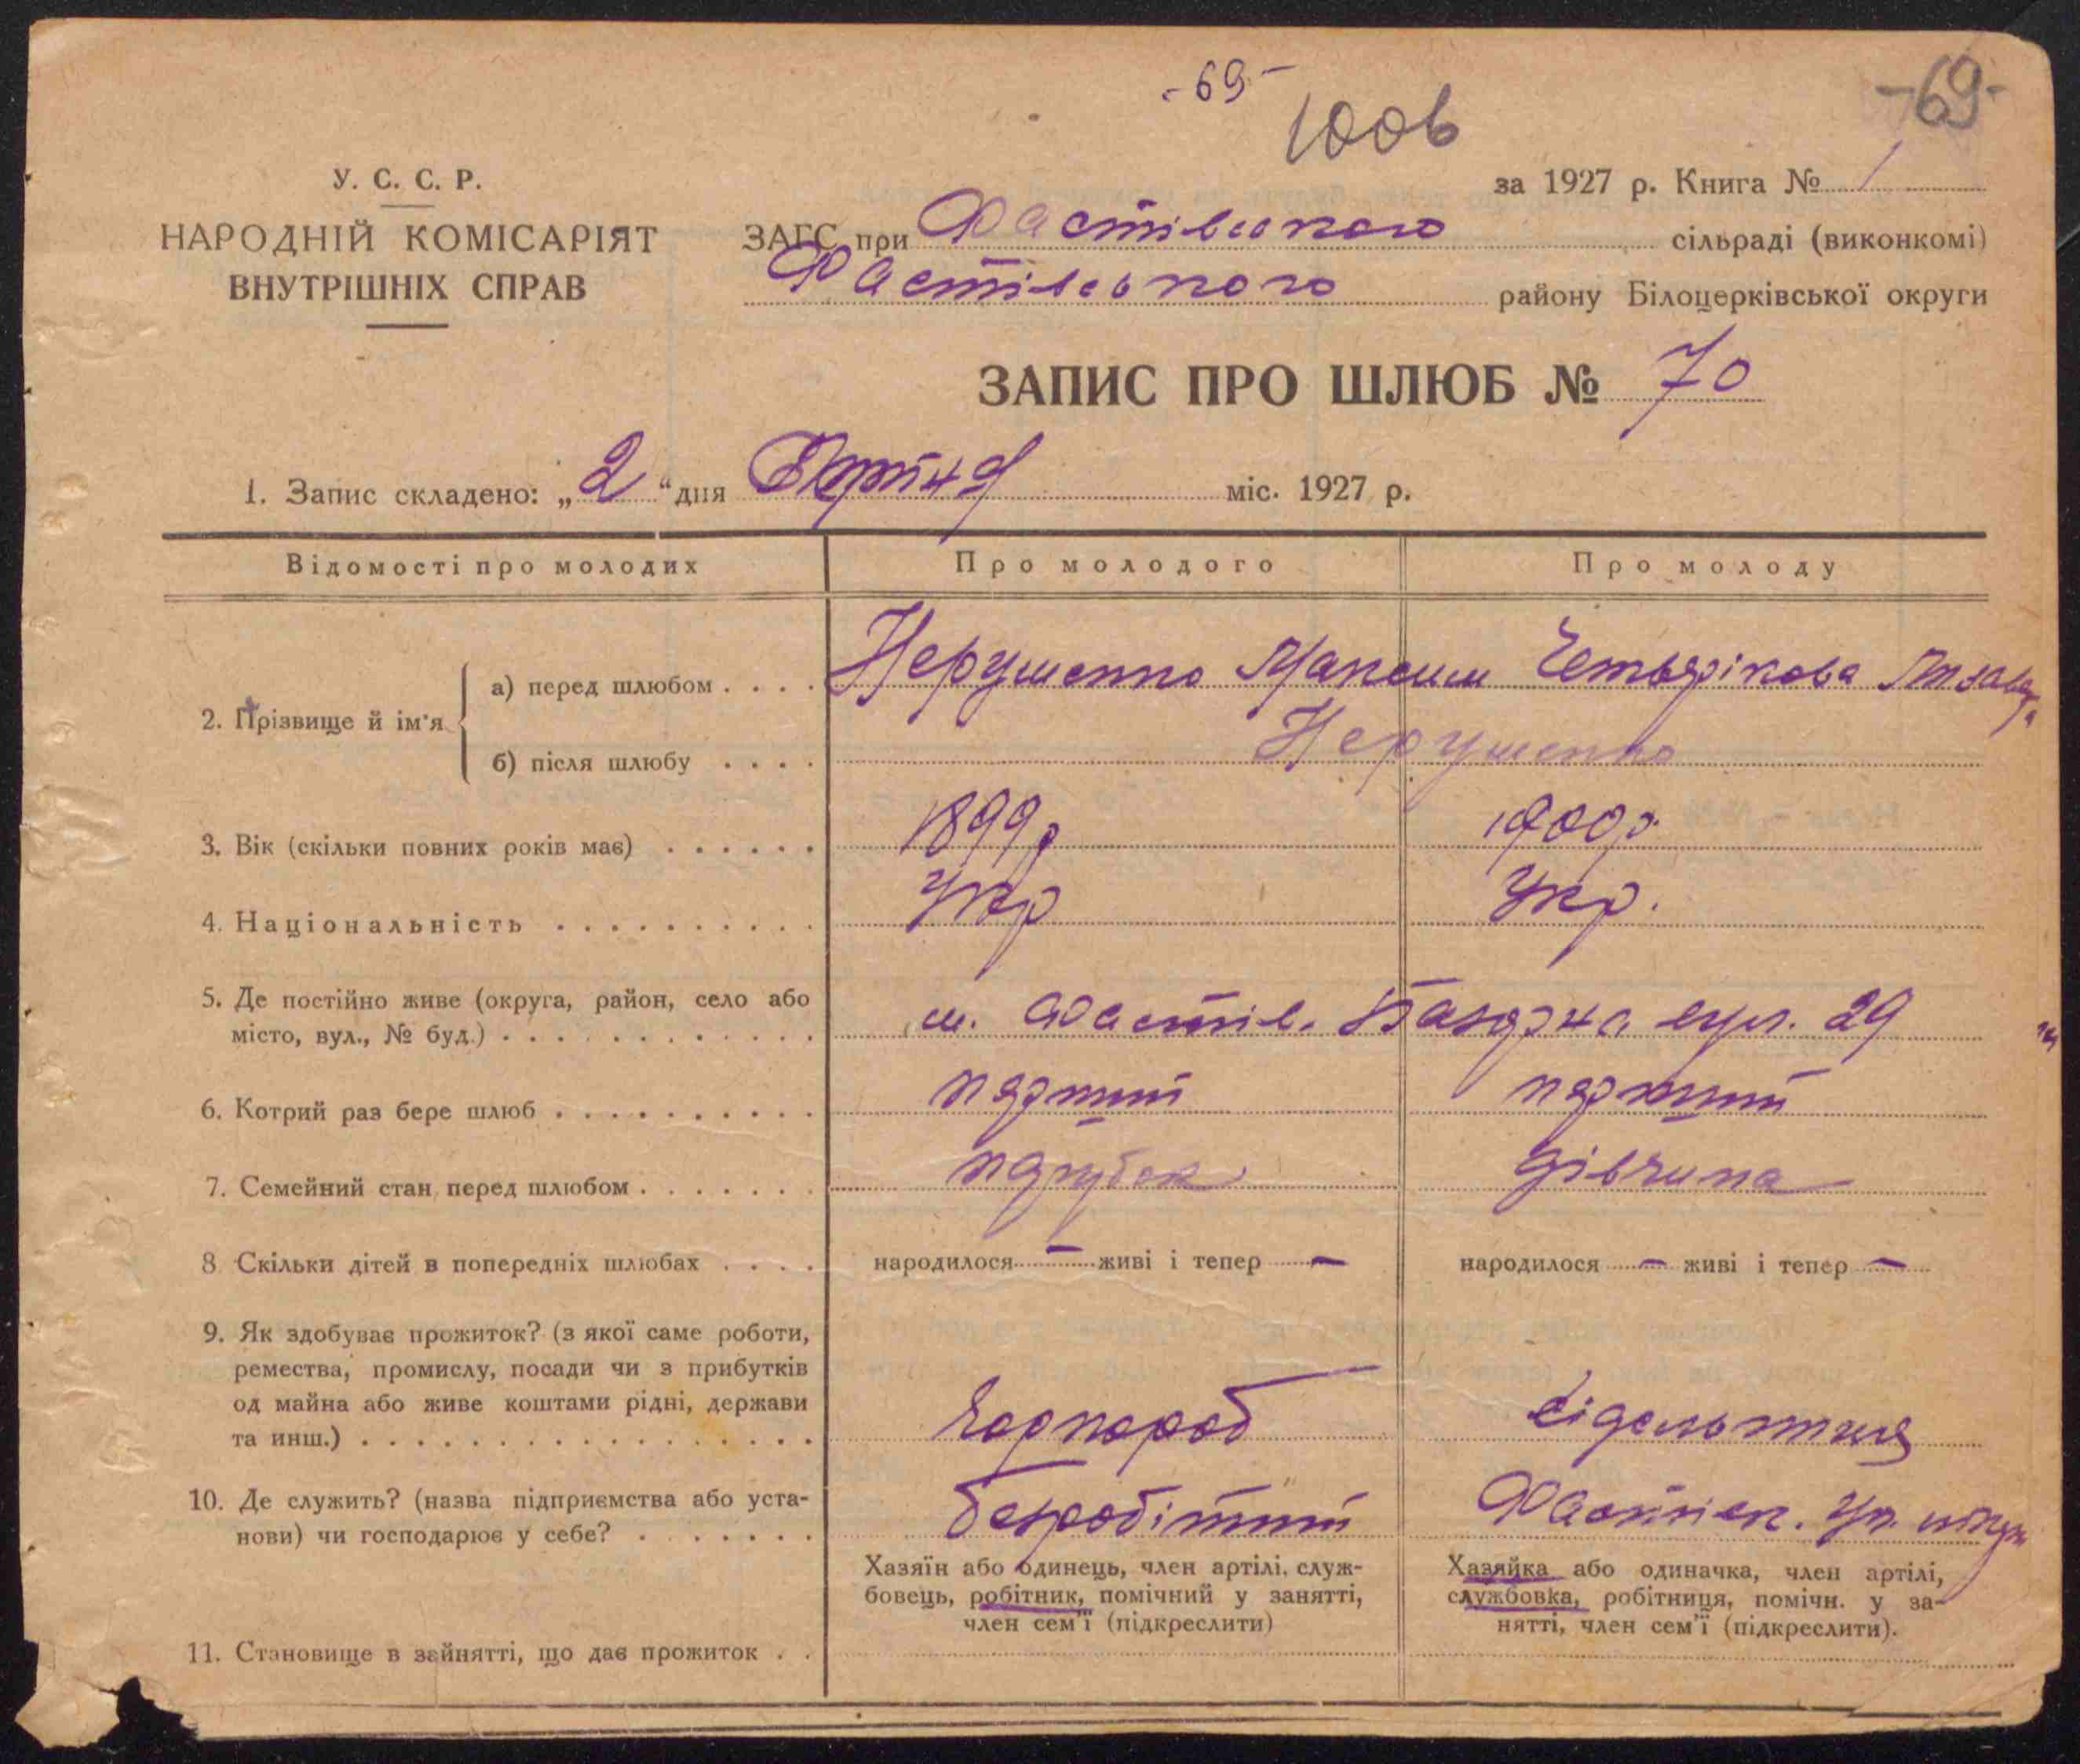 - 69 -
-69-
100в
У. С. С. Р.
НАРОДНІЙ КОМІСАРІЯТ
ВНУТРІШНІХ СПРАВ
за 1927 р. Книга № 1
ЗАГС при Фастівського сільраді (виконкомі)
Фастівського району Білоцерківської округи
ЗАПИС ПРО ШЛЮБ № 70
1. Запис складено: „2“ дня Серпня міс. 1927 р.
Відомості про молодих Про молодого Про молоду
2. Прізвище й ім'я
а) перед шлюбом . . . . Нерушенко Максим Четвярікова
б) після шлюбу . . . . Нерушенко
3. Вік (скільки повних років має) . . . . . . 1899р 1900р.
4. Національність . . . . . . . . . . Укр Укр.
5. Де постійно живе (округа, район, село або
місто, вул., № буд.) . . . . . . . . . . . . . м. Фастів. вул. 29
6. Котрий раз бере шлюб . . . . . . . . . . перший перший
7. Семейний стан перед шлюбом . . . . . . . парубок дівчина
8 Скільки дітей в попередніх шлюбах . . . . народилося — живі і тепер — народилося — живі і тепер —
9. Як здобуває прожиток? (з якої саме роботи,
ремества, промислу, посади чи з прибутків
од майна або живе коштами рідні, держави
та инш.) . . . . . . . . . . . . . . . . . Чорнороб
10. Де служить? (назва підприємства або уста-
нови) чи господарює у себе? . . . . . . . безробітний
Хазяїн або одинець, член артілі, служ-
бовець, робітник, помічний у занятті,
член сем'ї (підкреслити)
Хазяйка або одиначка, член артілі,
службовка, робітниця, помічн. у за-
нятті, член сем'ї (підкреслити).
11. Становище в зайнятті, що дає прожиток . .